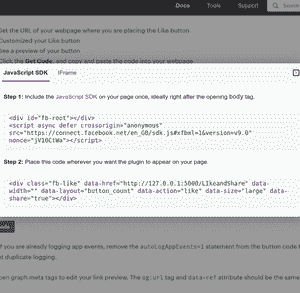 Docs Tools Support Search
Get the URL of your webpage where you are placing the Like button
Customized your Like button
See a preview of your button
Click the Get Code, and copy and paste the code into your webpage
JavaScript SDK IFrame
Step 1: Include the JavaScript SDK on your page once, ideally right after the opening body tag.
<div id="fb-root"></div>
<script async defer crossorigin="anonymous"
src="https://connect.facebook.net/en_GB/sdk.js#xfbml=1&version=v9.0"
nonce="jV10CtWa"></script>
Step 2: Place this code wherever you want the plugin to appear on your page.
<div class="fb-like" data-href="http://127.0.0.1:5000/LIkeandShare" data-
width="" data-layout="button_count" data-action="like" data-size="large" data-
share="true"></div>
If you are already logging app events, remove the autoLogAppEvents=1 statement from the button code to
duplicate logging.
open graph meta tags to edit your link preview. The og:url tag and data-href attribute should be the same